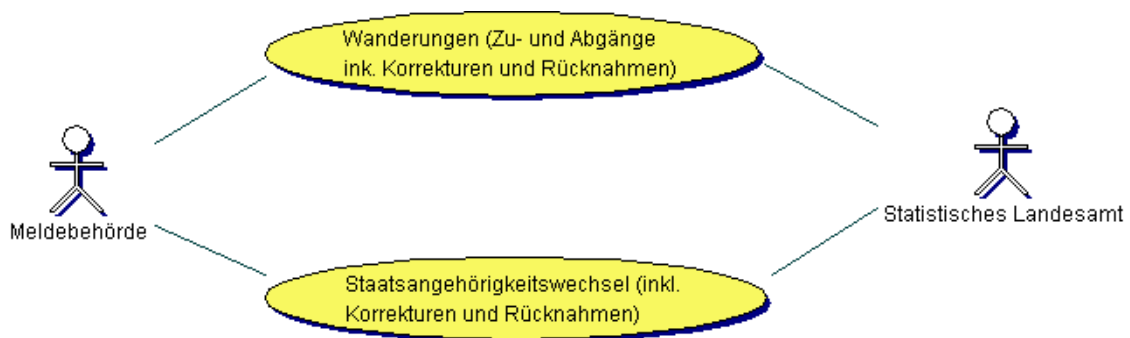 Wanderungen (Zu- und Abgänge
ink. Korrekturen und Rücknahmen)
Meldebehörde
Statistisches Landesamt
Staatsangehörigkeitswechsel (inkl.
Korrekturen und Rücknahmen)